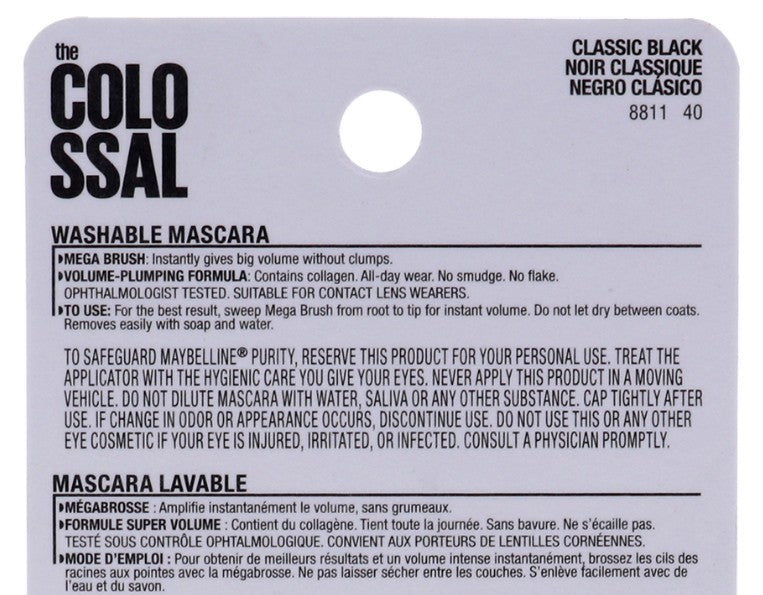 the
COLO
SSAL
CLASSIC BLACK
NOIR CLASSIQUE
NEGRO CLÁSICO
8811 40
WASHABLE MASCARA
MEGA BRUSH: Instantly gives big volume without clumps.
VOLUME-PLUMPING FORMULA: Contains collagen. All-day wear. No smudge. No flake.
OPHTHALMOLOGIST TESTED. SUITABLE FOR CONTACT LENS WEARERS.
TO USE: For the best result, sweep Mega Brush from root to tip for instant volume. Do not let dry between coats.
Removes easily with soap and water.
TO SAFEGUARD MAYBELLINE® PURITY, RESERVE THIS PRODUCT FOR YOUR PERSONAL USE. TREAT THE
APPLICATOR WITH THE HYGIENIC CARE YOU GIVE YOUR EYES. NEVER APPLY THIS PRODUCT IN A MOVING
VEHICLE. DO NOT DILUTE MASCARA WITH WATER, SALIVA OR ANY OTHER SUBSTANCE. CAP TIGHTLY AFTER
USE. IF CHANGE IN ODOR OR APPEARANCE OCCURS, DISCONTINUE USE. DO NOT USE THIS OR ANY OTHER
EYE COSMETIC IF YOUR EYE IS INJURED, IRRITATED, OR INFECTED. CONSULT A PHYSICIAN PROMPTLY.
MASCARA LAVABLE
MÉGABROSSE : Amplifie instantanément le volume, sans grumeaux.
FORMULE SUPER VOLUME : Contient du collagène. Tient toute la journée. Sans bavure. Ne s'écaille pas.
TESTÉ SOUS CONTRÔLE OPHTALMOLOGIQUE. CONVIENT AUX PORTEURS DE LENTILLES CORNÉENNES.
MODE D'EMPLOI : Pour obtenir de meilleurs résultats et un volume intense instantanément, brossez les cils des
racines aux pointes avec la mégabrosse. Ne pas laisser sécher entre les couches. S'enlève facilement avec de
l'eau et du savon.